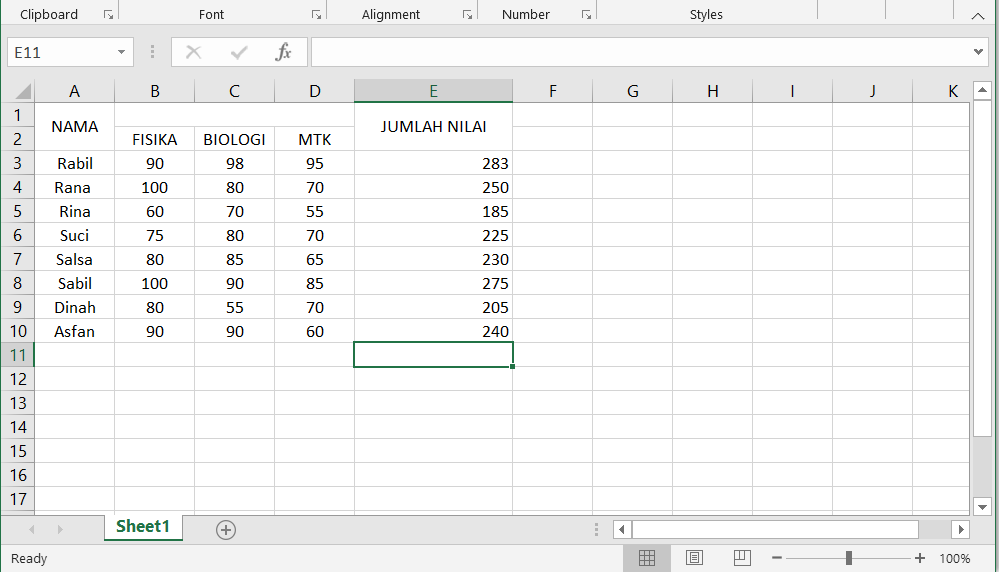 Clipboard Font Alignment Number Styles
E11 fx
A B C D E F G H I J K
1 NAMA JUMLAH NILAI
2 FISIKA BIOLOGI MTK
3 Rabil 90 98 95 283
4 Rana 100 80 70 250
5 Rina 60 70 55 185
6 Suci 75 80 70 225
7 Salsa 80 85 65 230
8 Sabil 100 90 85 275
9 Dinah 80 55 70 205
10 Asfan 90 90 60 240
11
12
13
14
15
16
17
Sheet1
Ready 100%